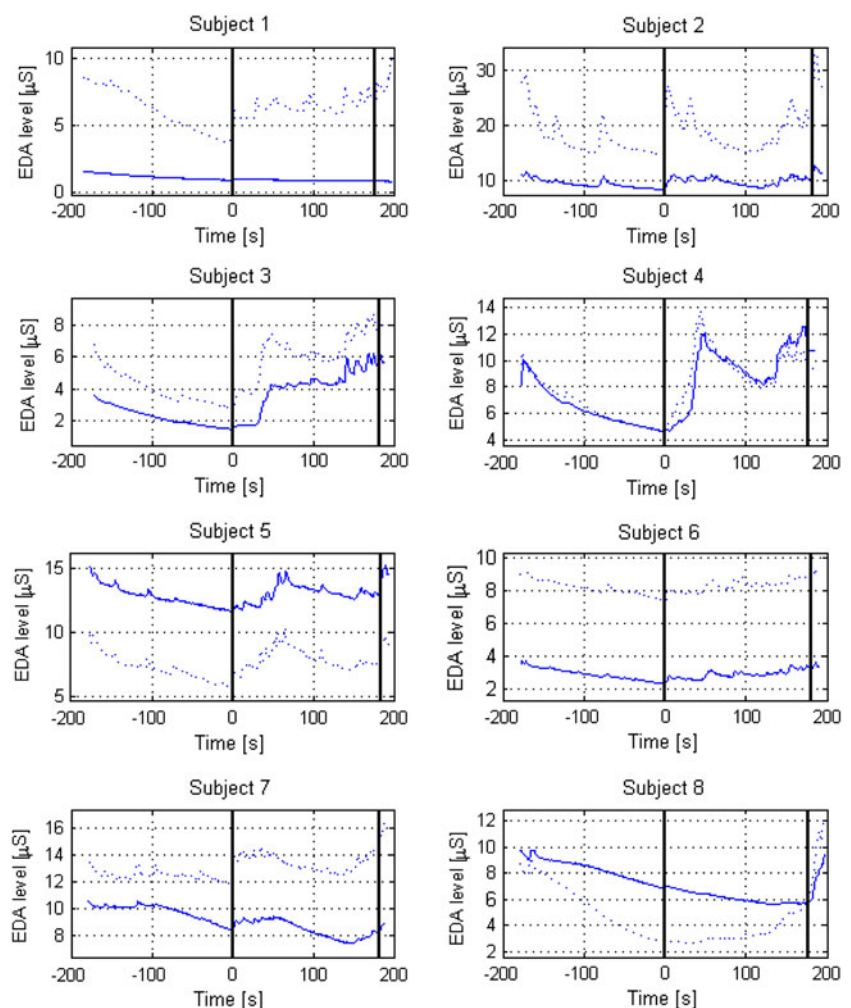 Subject 1
EDA level [µS]
10
5
0
-200 -100 0 100 200
Time [s]
Subject 2
EDA level [µS]
30
20
10
-200 -100 0 100 200
Time [s]
Subject 3
EDA level [µS]
8
6
4
2
-200 -100 0 100 200
Time [s]
Subject 4
EDA level [µS]
14
12
10
8
6
4
-200 -100 0 100 200
Time [s]
Subject 5
EDA level [µS]
15
10
5
-200 -100 0 100 200
Time [s]
Subject 6
EDA level [µS]
10
8
6
4
2
-200 -100 0 100 200
Time [s]
Subject 7
EDA level [µS]
16
14
12
10
8
-200 -100 0 100 200
Time [s]
Subject 8
EDA level [µS]
12
10
8
6
4
2
-200 -100 0 100 200
Time [s]